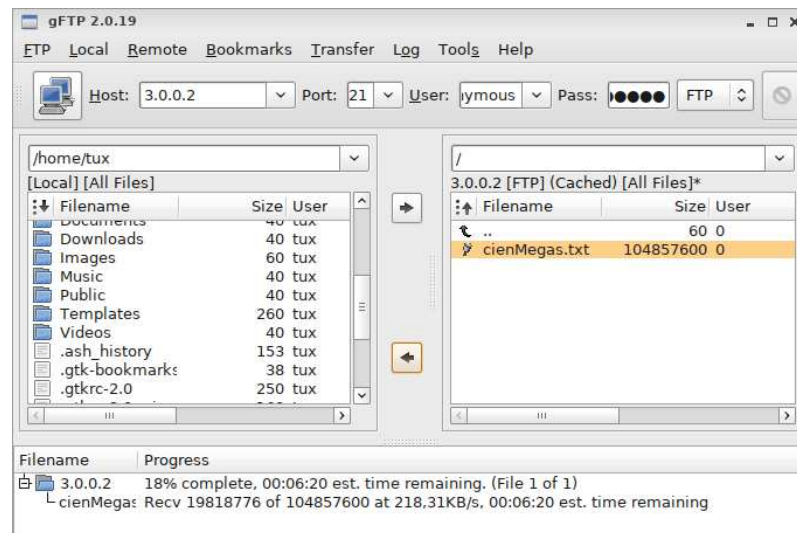 gFTP 2.0.19
FTP Local Remote Bookmarks Transfer Log Tools Help
Host: 3.0.0.2 Port: 21 User: ymous Pass: ●●●● FTP
/home/tux
[Local] [All Files]
Filename Size User
Documents 40 tux
Downloads 40 tux
Images 60 tux
Music 40 tux
Public 40 tux
Templates 260 tux
Videos 40 tux
.ash_history 153 tux
.gtk-bookmarks 38 tux
.gtkrc-2.0 250 tux
/
3.0.0.2 [FTP] (Cached) [All Files]*
Filename Size User
.. 60 0
cienMegas.txt 104857600 0
Filename Progress
3.0.0.2 18% complete, 00:06:20 est. time remaining. (File 1 of 1)
cienMegas Recv 19818776 of 104857600 at 218,31KB/s, 00:06:20 est. time remaining